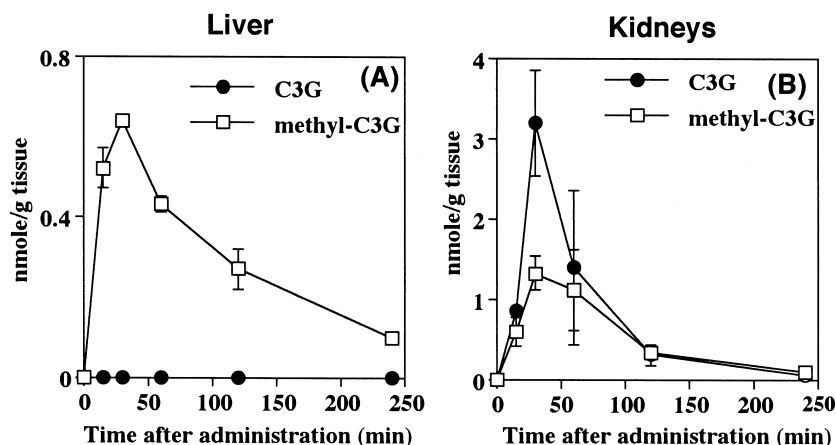 Liver
0.8
(A)
C3G
methyl-C3G
0.4
nmole/g tissue
0
0 50 100 150 200 250
Time after administration (min)
Kidneys
4
(B)
C3G
methyl-C3G
3
2
nmole/g tissue
1
0
0 50 100 150 200 250
Time after administration (min)